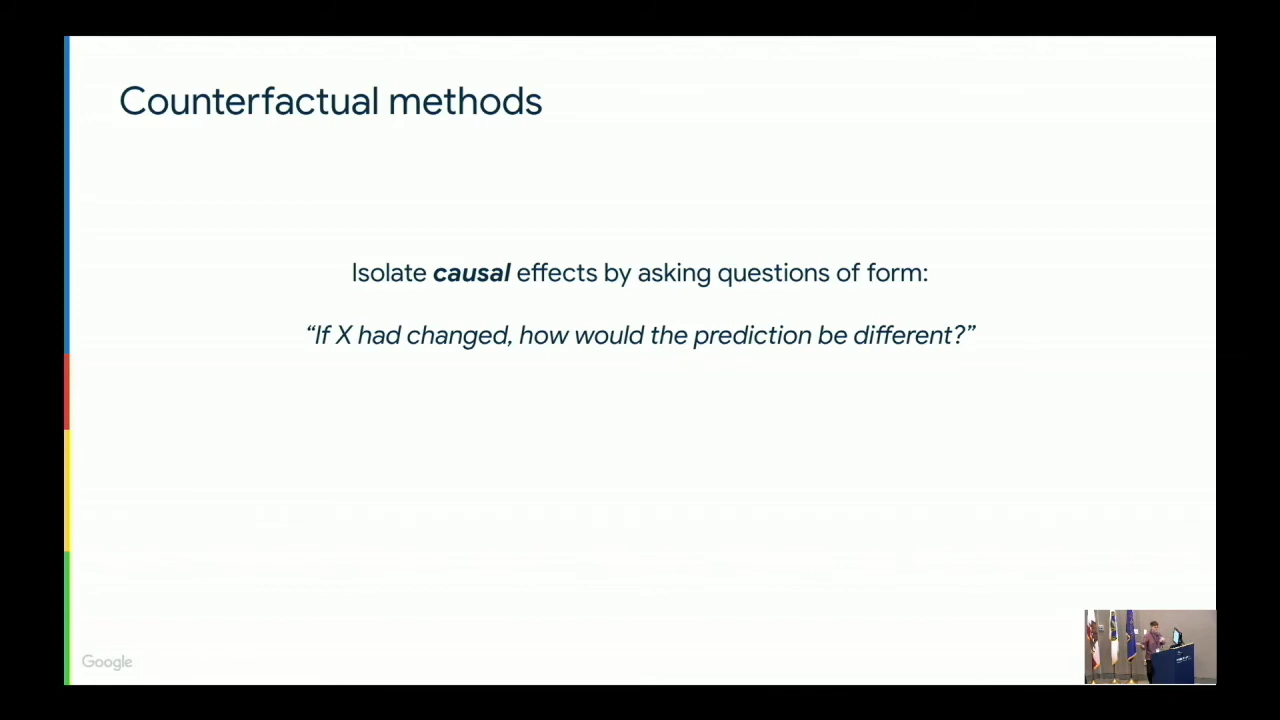 Counterfactual methods
Isolate causal effects by asking questions of form:
“If X had changed, how would the prediction be different?”
Google